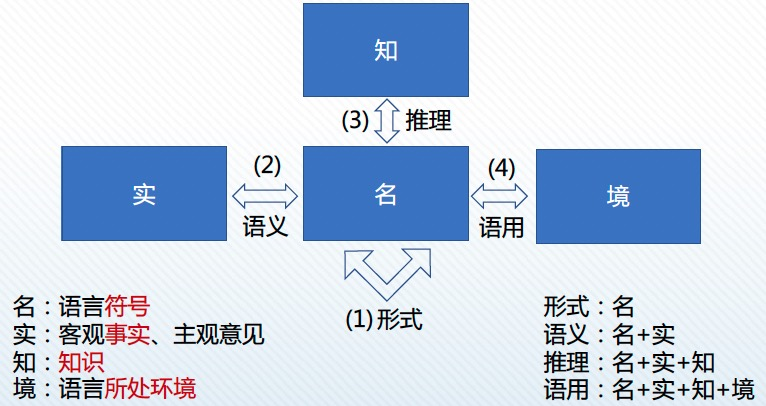 知
(3) 推理
实
(2)
语义
名
(4)
语用
境
(1) 形式
名：语言符号
实：客观事实、主观意见
知：知识
境：语言所处环境
形式：名
语义：名+实
推理：名+实+知
语用：名+实+知+境